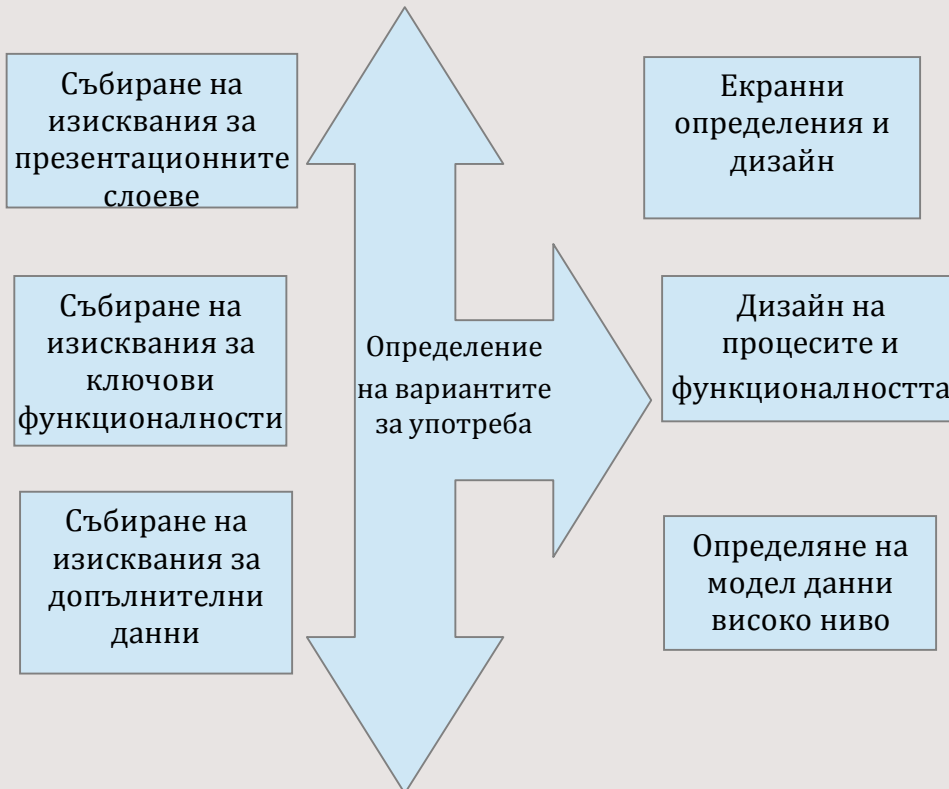 Събиране на
изисквания за
презентационните
слоеве
Събиране на
изисквания за
ключови
функционалности
Събиране на
изисквания за
допълнителни
данни
Определение
на вариантите
за употреба
Екранни
определения и
дизайн
Дизайн на
процесите и
функционалността
Определяне на
модел данни
високо ниво